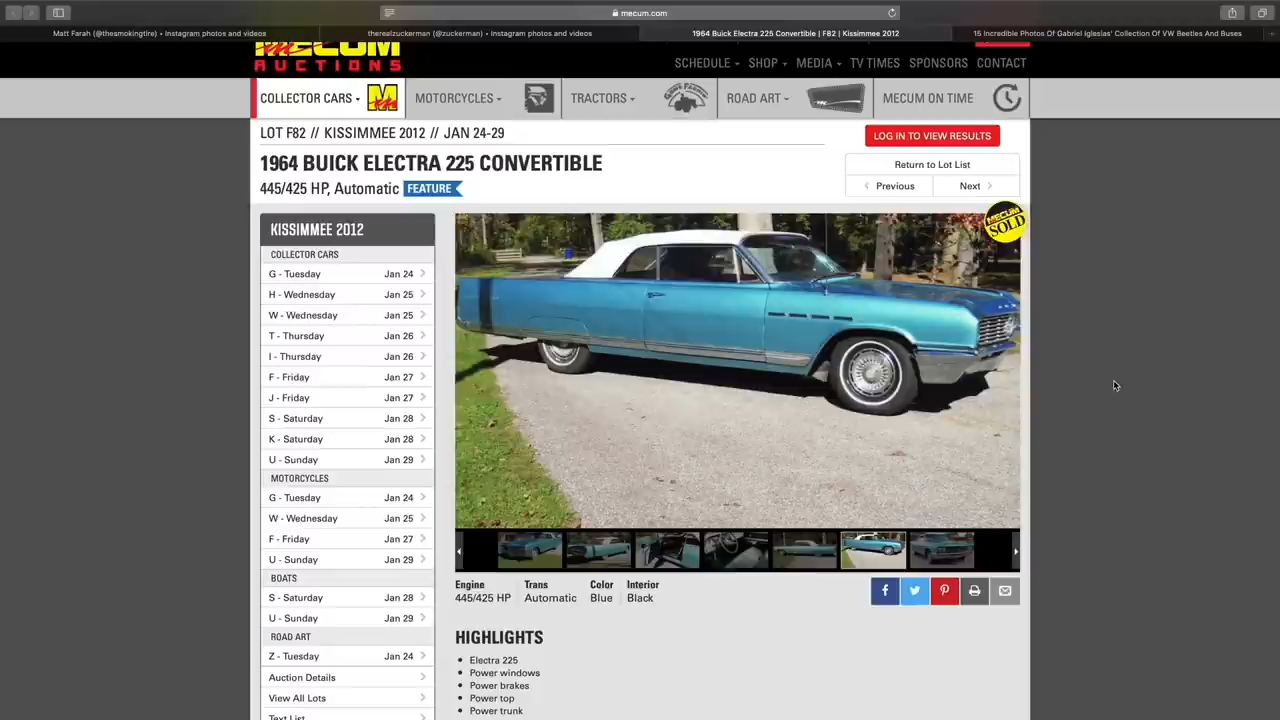 mecum.com
Matt Farah (@thesmokingtire) • Instagram photos and videos
therealzuckerman (@zuckerman) • Instagram photos and videos
1964 Buick Electra 225 Convertible | F82 | Kissimmee 2012
15 Incredible Photos Of Gabriel Iglesias' Collection Of VW Beetles And Buses
MECUM
AUCTIONS
SCHEDULE
SHOP
MEDIA
TV TIMES
SPONSORS
CONTACT
COLLECTOR CARS
MOTORCYCLES
TRACTORS
ROAD ART
MECUM ON TIME
LOT F82 // KISSIMMEE 2012 // JAN 24-29
LOG IN TO VIEW RESULTS
1964 BUICK ELECTRA 225 CONVERTIBLE
Return to Lot List
445/425 HP, Automatic FEATURE
Previous
Next
KISSIMMEE 2012
MECUM
SOLD
COLLECTOR CARS
G - Tuesday Jan 24
H - Wednesday Jan 25
W - Wednesday Jan 25
T - Thursday Jan 26
I - Thursday Jan 26
F - Friday Jan 27
J - Friday Jan 27
S - Saturday Jan 28
K - Saturday Jan 28
U - Sunday Jan 29
MOTORCYCLES
G - Tuesday Jan 24
W - Wednesday Jan 25
F - Friday Jan 27
U - Sunday Jan 29
BOATS
S - Saturday Jan 28
U - Sunday Jan 29
ROAD ART
Z - Tuesday Jan 24
Auction Details
View All Lots
Text List
Engine
445/425 HP
Trans
Automatic
Color
Blue
Interior
Black
HIGHLIGHTS
• Electra 225
• Power windows
• Power brakes
• Power top
• Power trunk